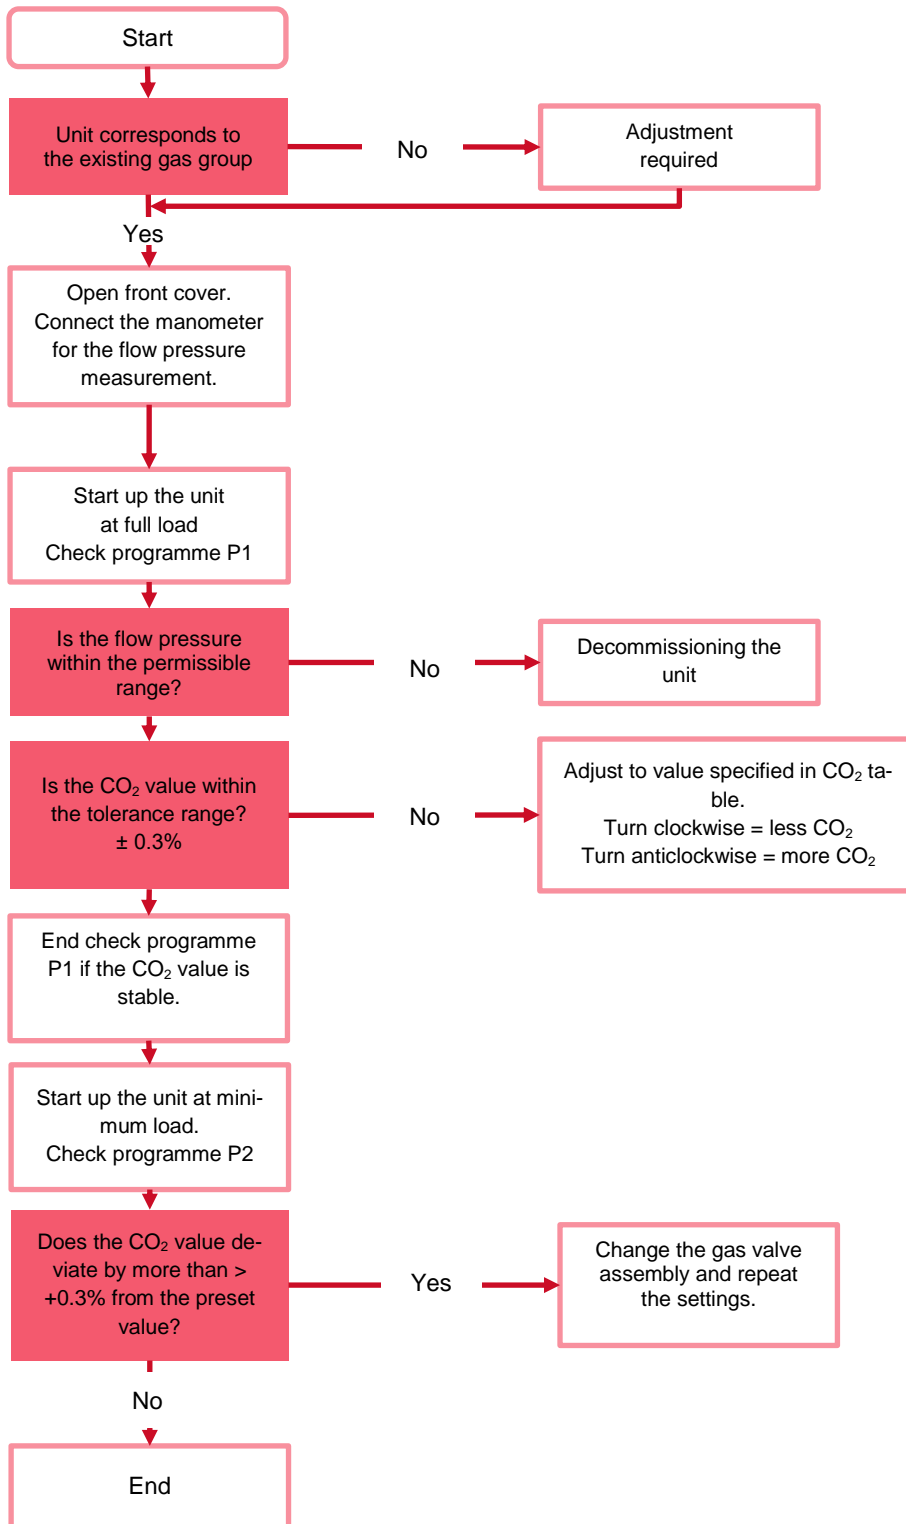 Start
Unit corresponds to
the existing gas group
No
Adjustment
required
Yes
Open front cover.
Connect the manometer
for the flow pressure
measurement.
Start up the unit
at full load
Check programme P1
Is the flow pressure
within the permissible
range?
No
Decommissioning the
unit
Is the CO₂ value within
the tolerance range?
± 0.3%
No
Adjust to value specified in CO₂ ta-
ble.
Turn clockwise = less CO₂
Turn anticlockwise = more CO₂
End check programme
P1 if the CO₂ value is
stable.
Start up the unit at mini-
mum load.
Check programme P2
Does the CO₂ value de-
viate by more than >
+0.3% from the preset
value?
Yes
Change the gas valve
assembly and repeat
the settings.
No
End